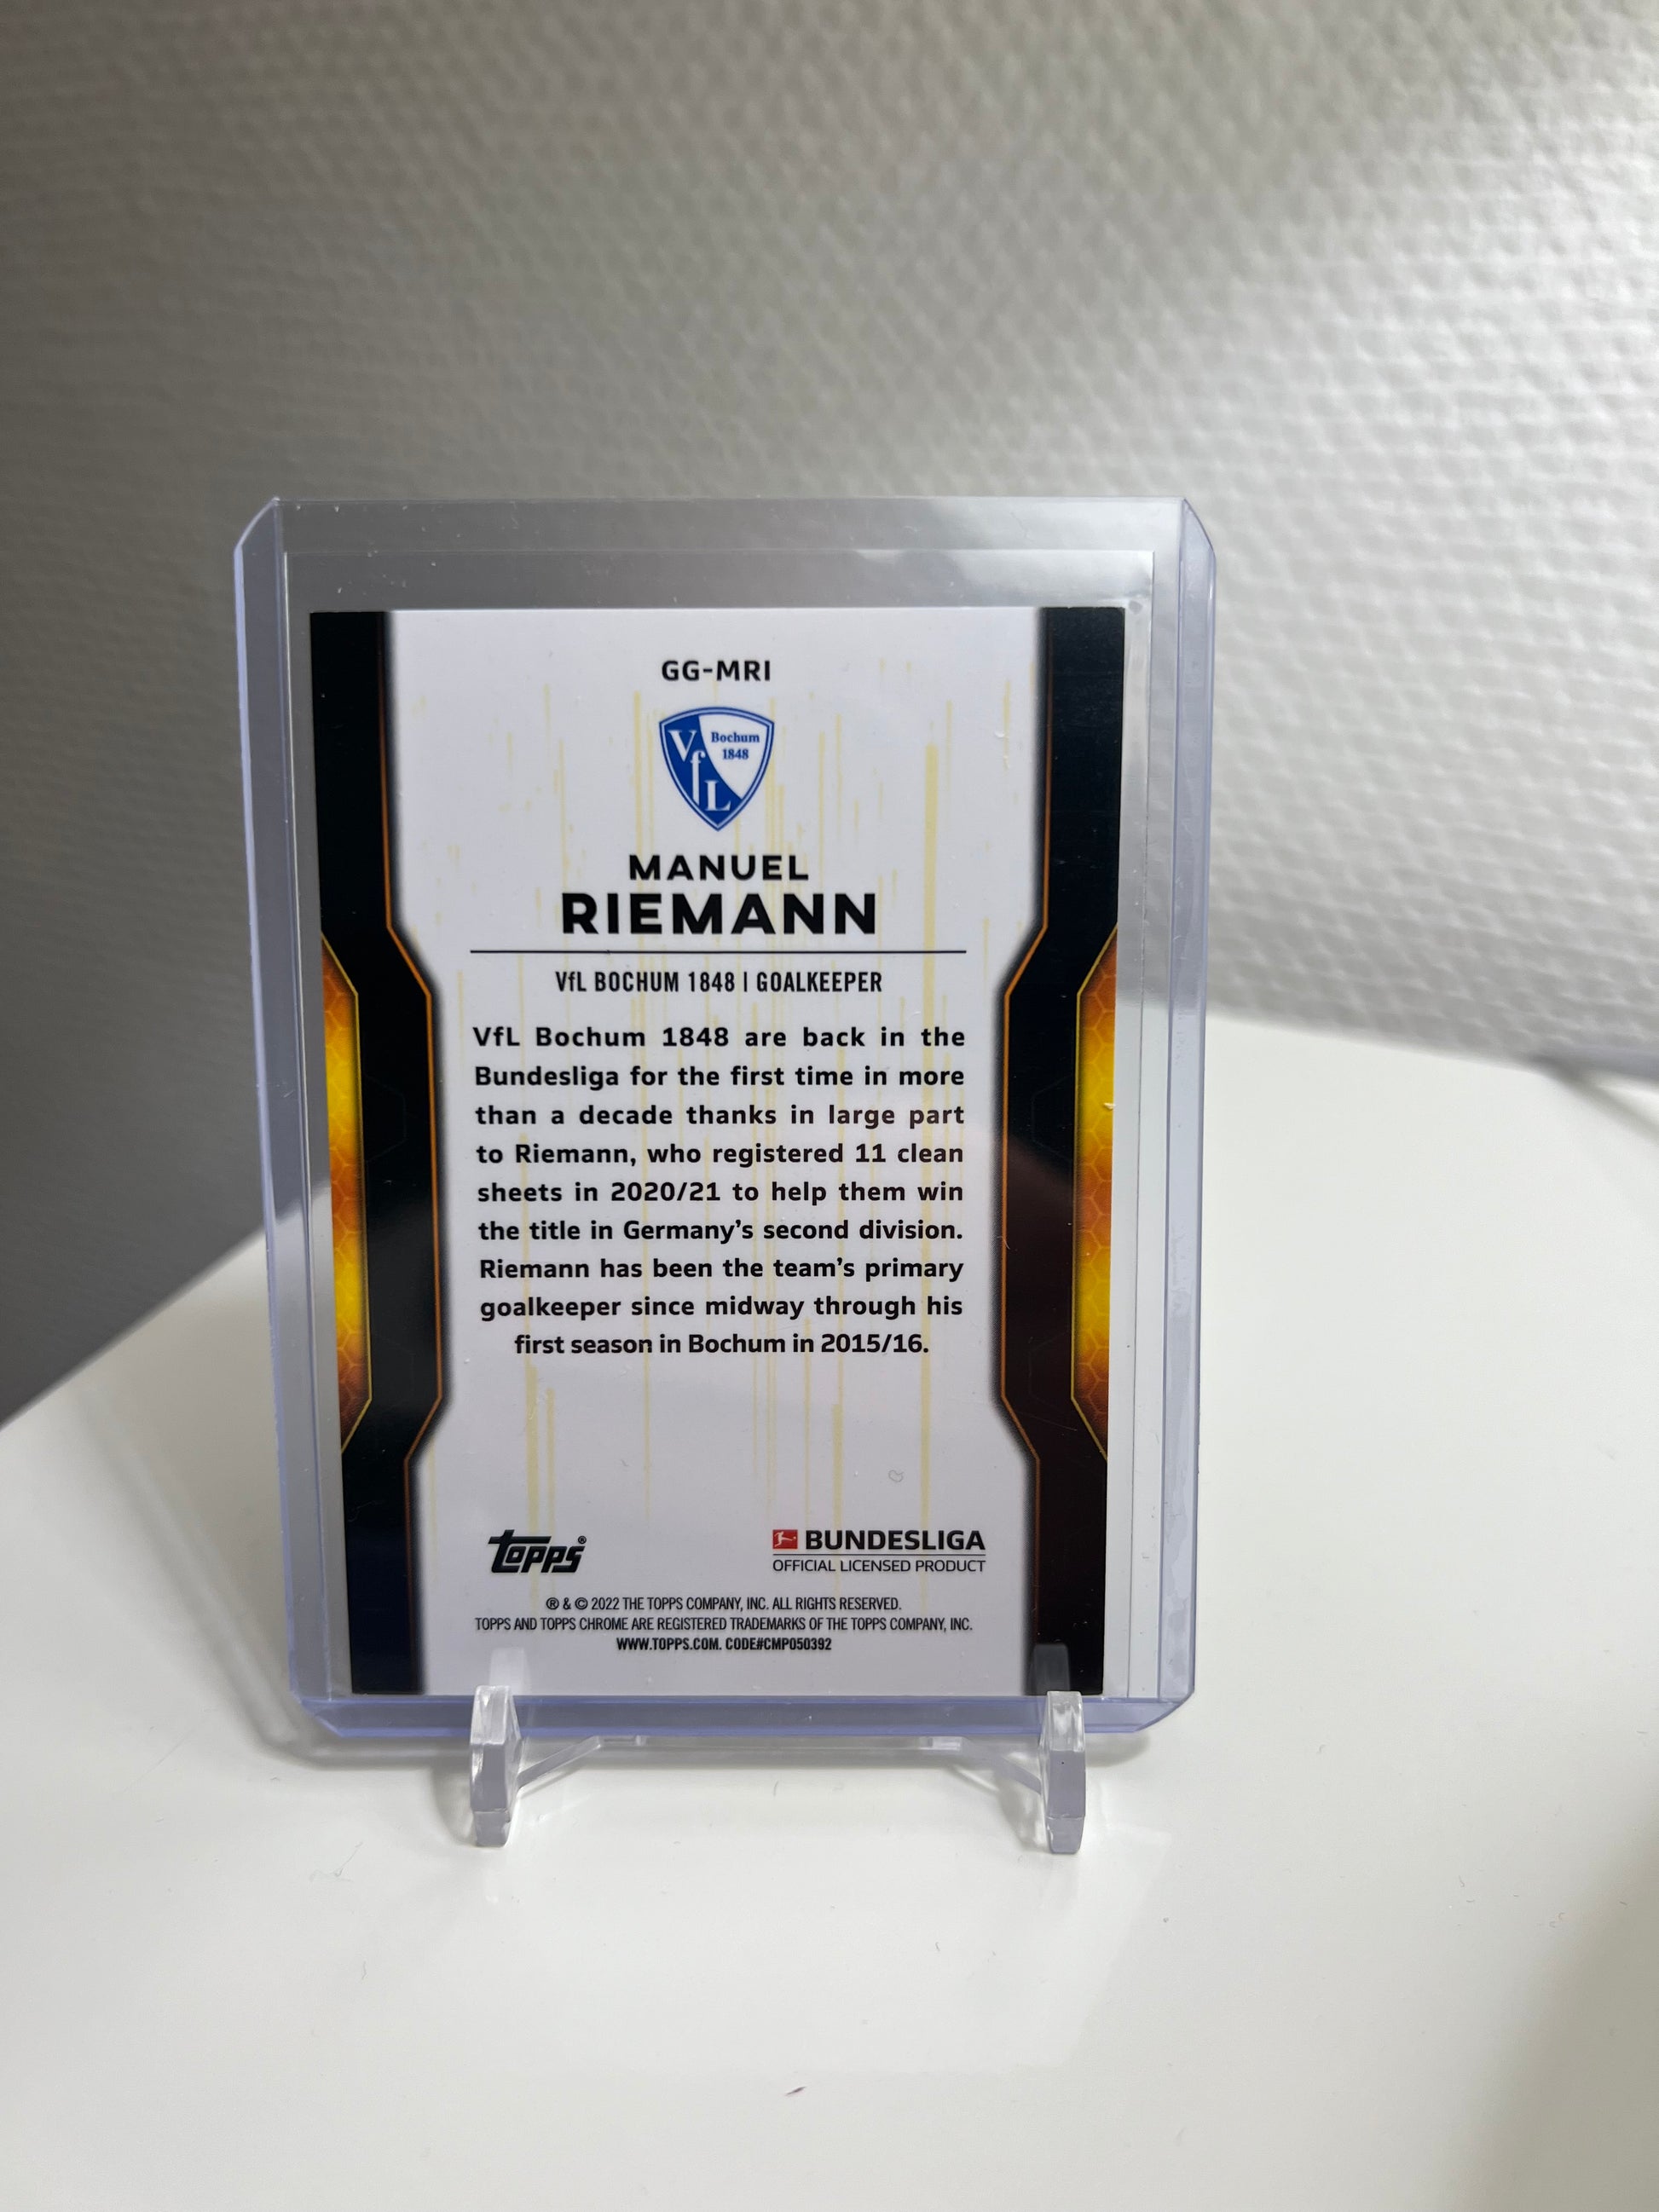 GG-MRI
VfL
Bochum
1848
MANUEL
RIEMANN
VfL BOCHUM 1848 | GOALKEEPER
VfL Bochum 1848 are back in the
Bundesliga for the first time in more
than a decade thanks in large part
to Riemann, who registered 11 clean
sheets in 2020/21 to help them win
the title in Germany's second division.
Riemann has been the team's primary
goalkeeper since midway through his
first season in Bochum in 2015/16.
Topps®
BUNDESLIGA
OFFICIAL LICENSED PRODUCT
® & © 2022 THE TOPPS COMPANY, INC. ALL RIGHTS RESERVED.
TOPPS AND TOPPS CHROME ARE REGISTERED TRADEMARKS OF THE TOPPS COMPANY, INC.
WWW.TOPPS.COM. CODE#CMP050392